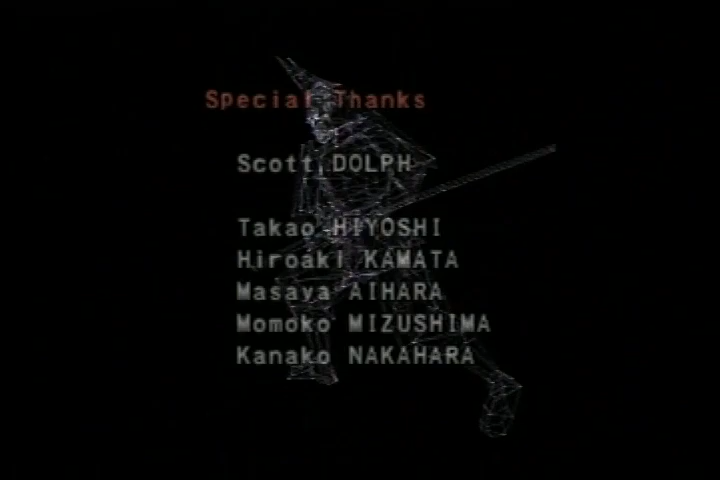 Special Thanks
Scott DOLPH
Takao HIYOSHI
Hiroaki KAMATA
Masaya AIHARA
Momoko MIZUSHIMA
Kanako NAKAHARA